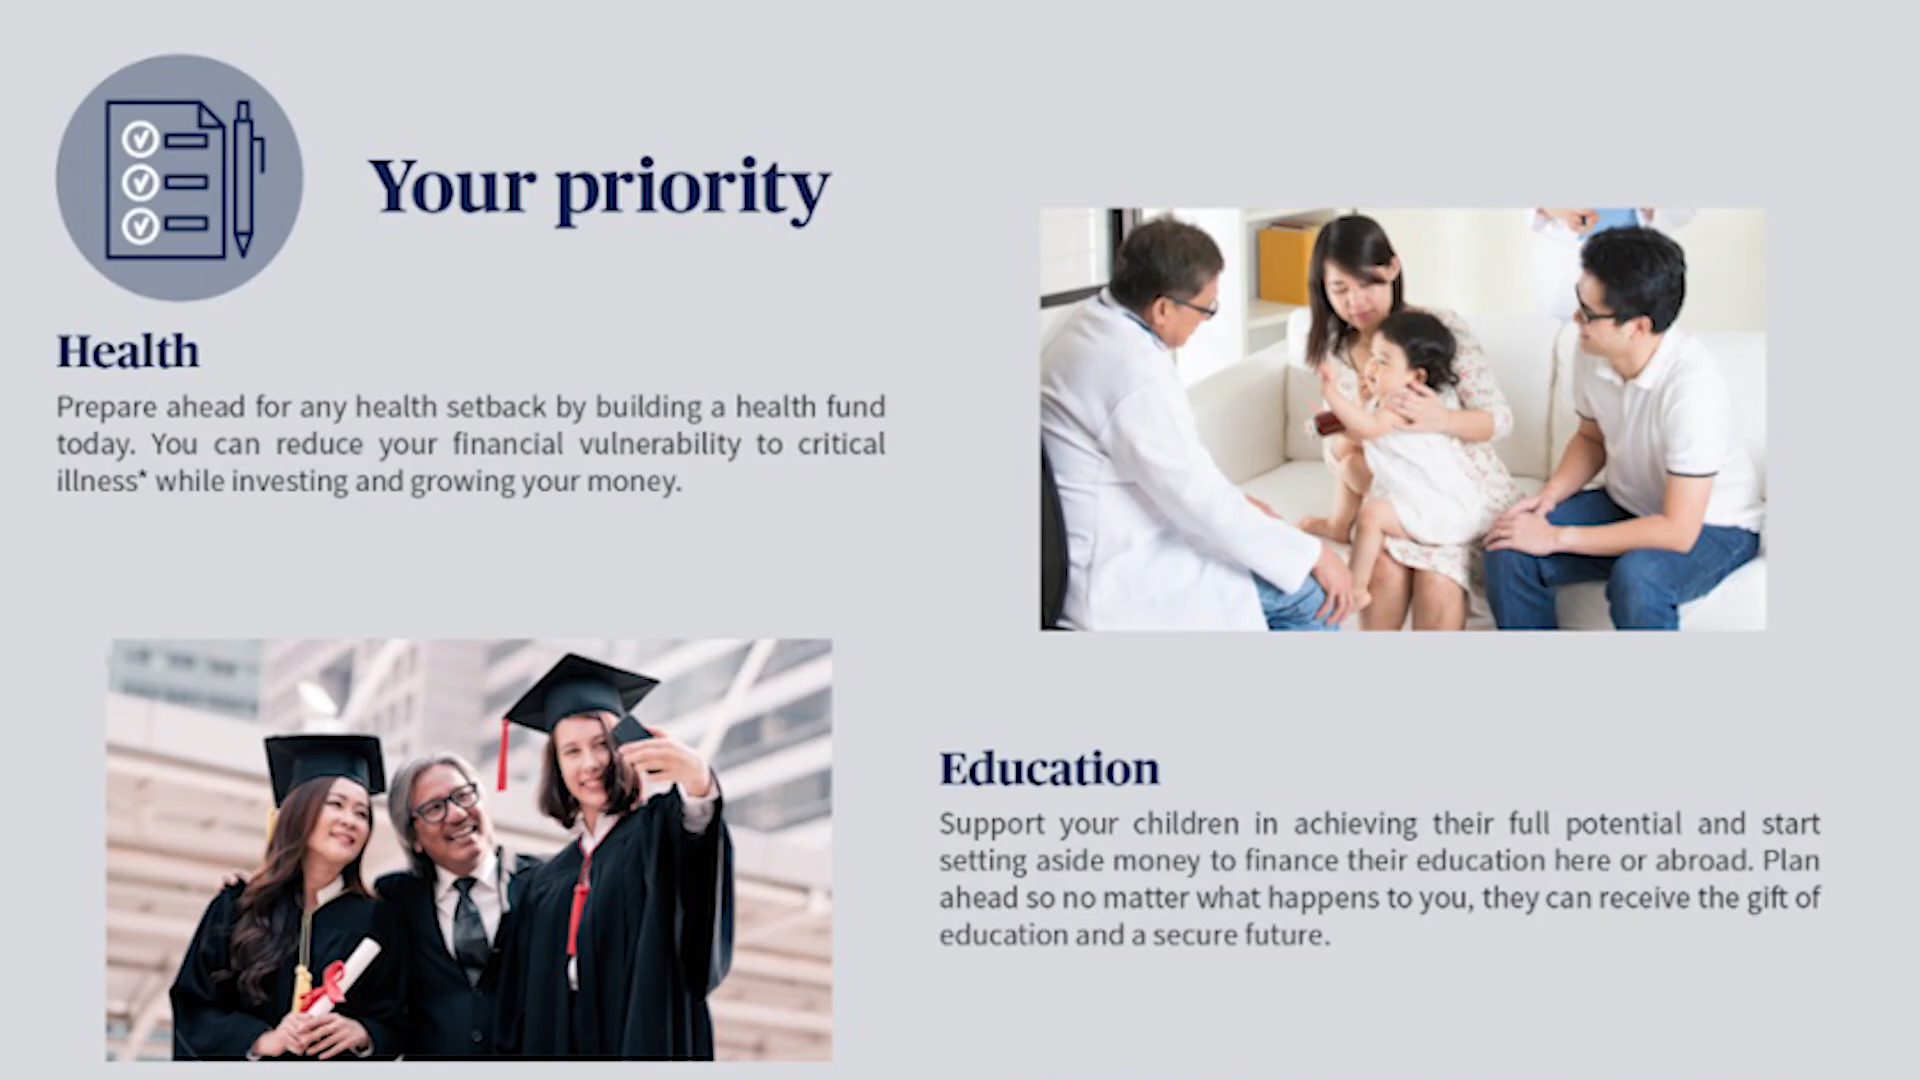 Your priority
Health
Prepare ahead for any health setback by building a health fund
today. You can reduce your financial vulnerability to critical
illness* while investing and growing your money.
Education
Support your children in achieving their full potential and start
setting aside money to finance their education here or abroad. Plan
ahead so no matter what happens to you, they can receive the gift of
education and a secure future.